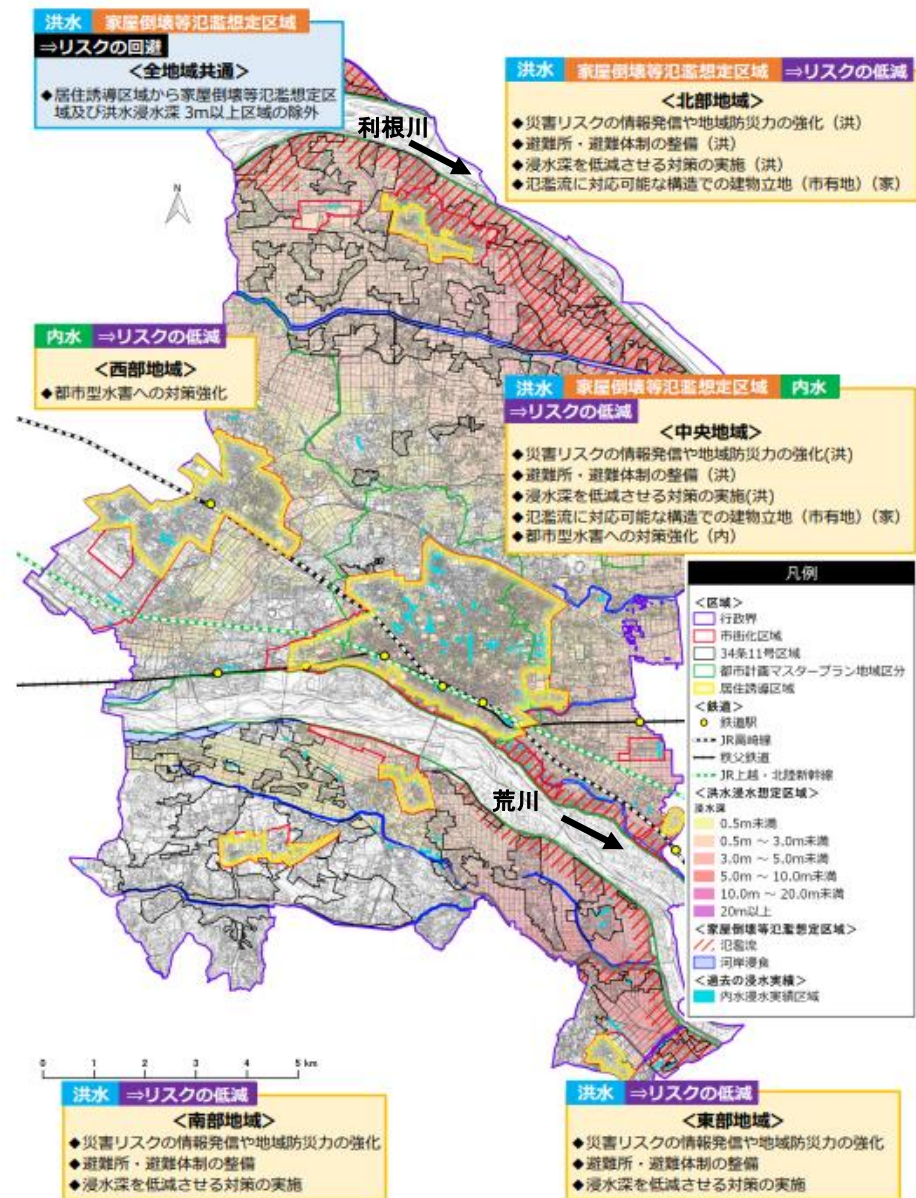 洪水 家屋倒壊等氾濫想定区域
⇒リスクの回避
＜全地域共通＞
◆居住誘導区域から家屋倒壊等氾濫想定区
域及び洪水浸水深 3m以上区域の除外
利根川
N
洪水 家屋倒壊等氾濫想定区域 ⇒リスクの低減
＜北部地域＞
◆災害リスクの情報発信や地域防災力の強化（洪）
◆避難所・避難体制の整備（洪）
◆浸水深を低減させる対策の実施（洪）
◆氾濫流に対応可能な構造での建物立地（市有地）（家）
内水 ⇒リスクの低減
＜西部地域＞
◆都市型水害への対策強化
洪水 家屋倒壊等氾濫想定区域 内水
⇒リスクの低減
＜中央地域＞
◆災害リスクの情報発信や地域防災力の強化(洪)
◆避難所・避難体制の整備（洪）
◆浸水深を低減させる対策の実施(洪)
◆氾濫流に対応可能な構造での建物立地（市有地）（家）
◆都市型水害への対策強化（内）
荒川
凡例
＜区域＞
行政界
市街化区域
34条11号区域
都市計画マスタープラン地域区分
居住誘導区域
＜鉄道＞
鉄道駅
JR高崎線
秩父鉄道
JR上越・北陸新幹線
＜洪水浸水想定区域＞
浸水深
0.5m未満
0.5m ～ 3.0m未満
3.0m ～ 5.0m未満
5.0m ～ 10.0m未満
10.0m ～ 20.0m未満
20m以上
＜家屋倒壊等氾濫想定区域＞
氾濫流
河岸浸食
＜過去の浸水実績＞
内水浸水実績区域
0 1 2 3 4 5 km
洪水 ⇒リスクの低減
＜南部地域＞
◆災害リスクの情報発信や地域防災力の強化
◆避難所・避難体制の整備
◆浸水深を低減させる対策の実施
洪水 ⇒リスクの低減
＜東部地域＞
◆災害リスクの情報発信や地域防災力の強化
◆避難所・避難体制の整備
◆浸水深を低減させる対策の実施